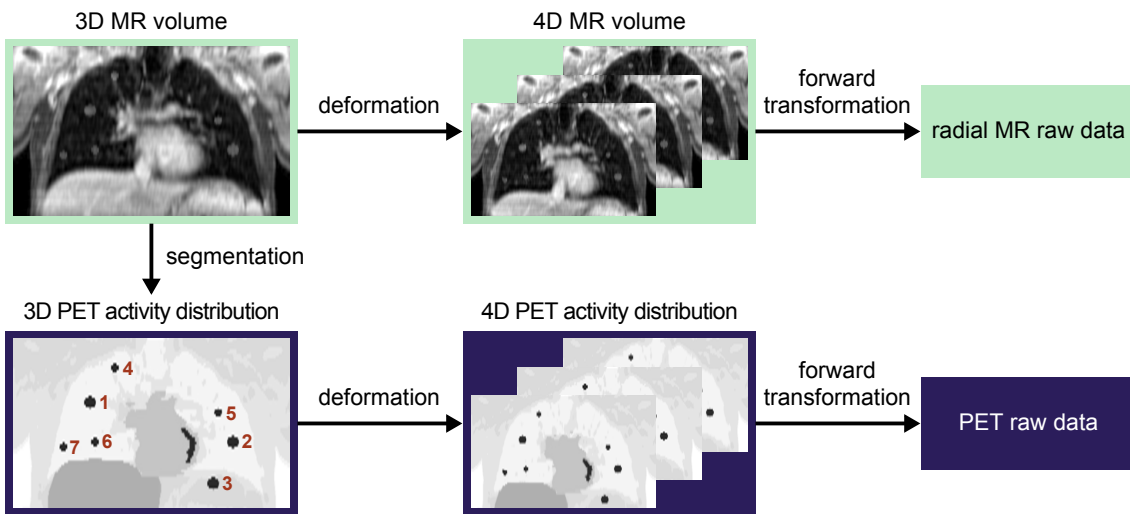 3D MR volume
4D MR volume
deformation
forward
transformation
radial MR raw data
segmentation
3D PET activity distribution
4D PET activity distribution
4
1
5
7
6
2
3
deformation
forward
transformation
PET raw data